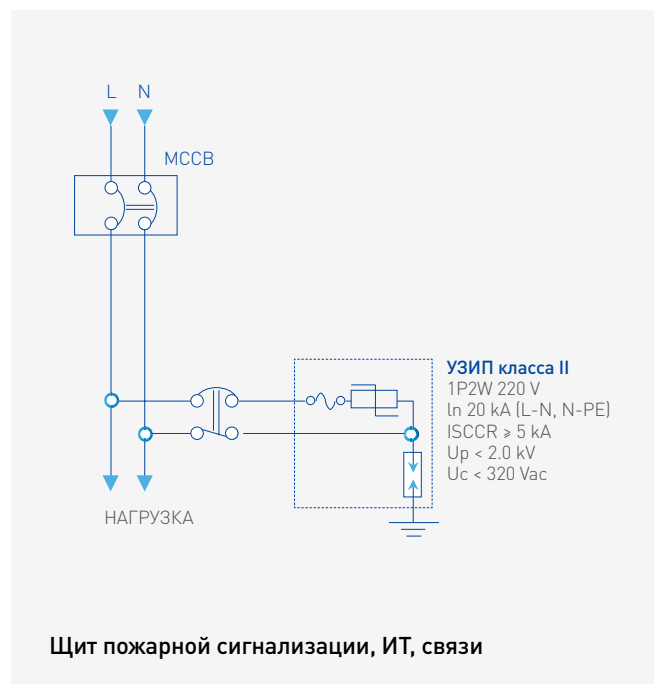 L N
MCCB
УЗИП класса II
1P2W 220 V
ln 20 kA (L-N, N-PE)
ISCCR ⩾ 5 kA
Up < 2.0 kV
Uc < 320 Vac
НАГРУЗКА
Щит пожарной сигнализации, ИТ, связи